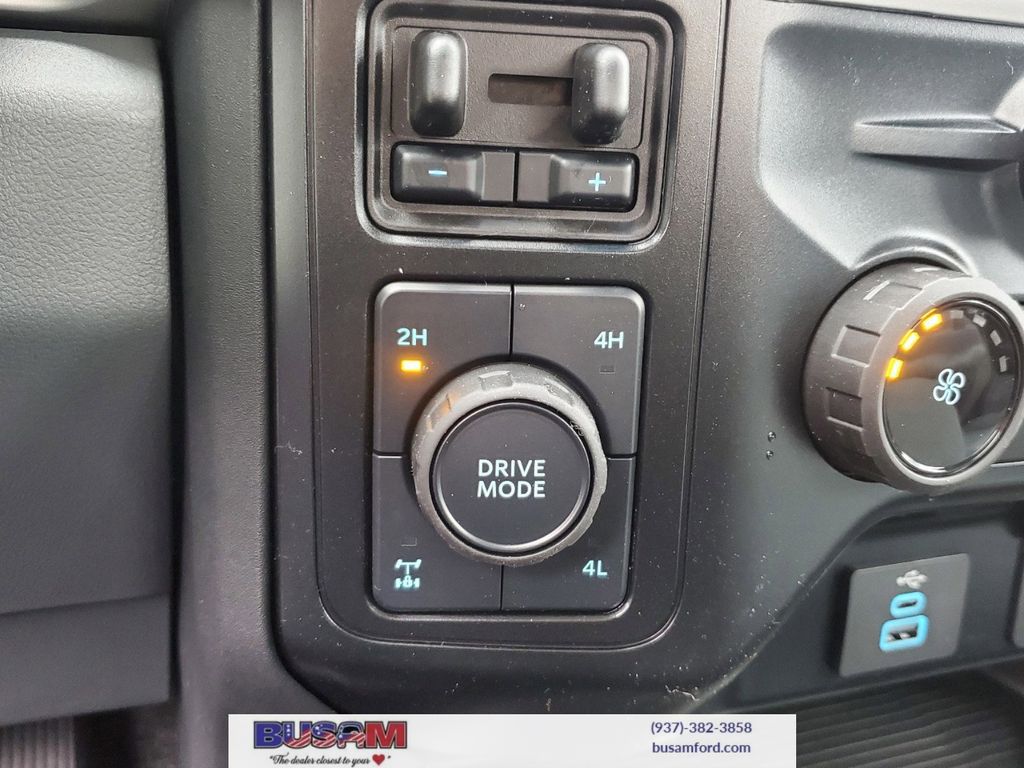 − +
2H 4H
DRIVE
MODE
4L
BUSAM
"The dealer closest to your
(937)-382-3858
busamford.com